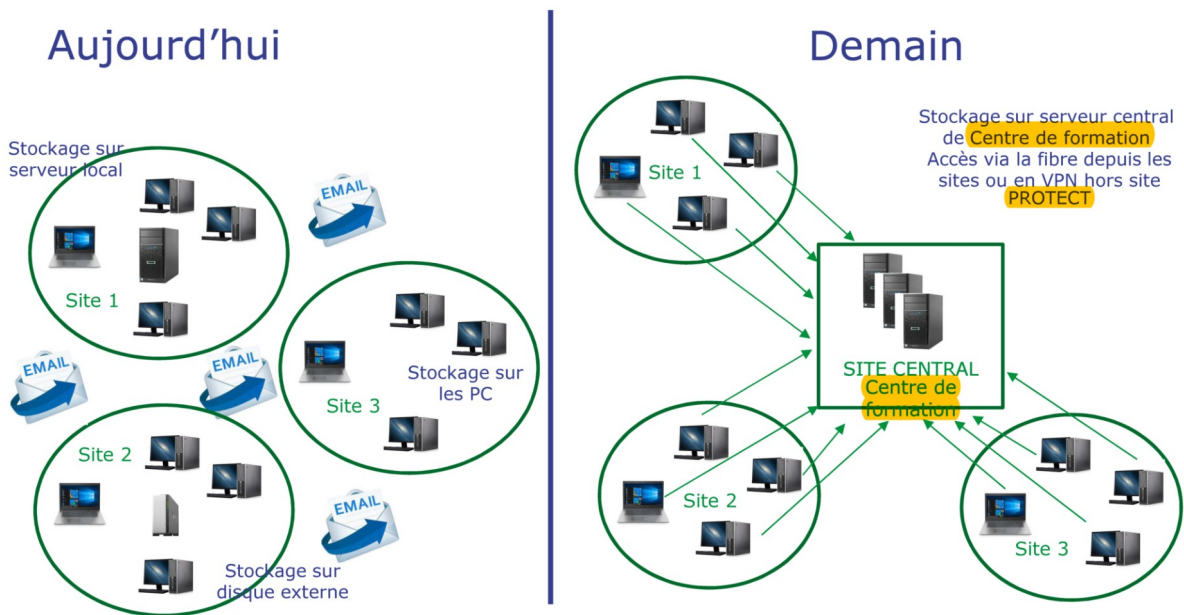 Aujourd'hui
Stockage sur
serveur local
Site 1
EMAIL
EMAIL
EMAIL
Site 3
Stockage sur
les PC
Site 2
EMAIL
Stockage sur
disque externe
Demain
Stockage sur serveur central
de Centre de formation
Accès via la fibre depuis les
sites ou en VPN hors site
PROTECT
Site 1
SITE CENTRAL
Centre de
formation
Site 2
Site 3